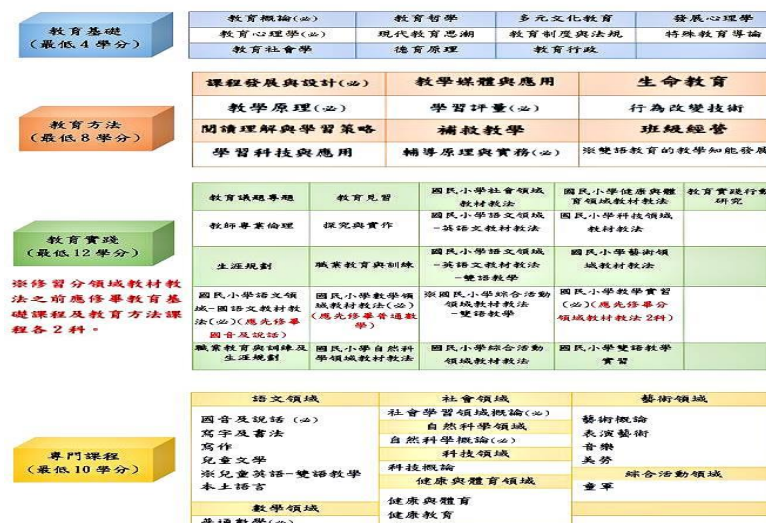 教育基礎
(最低 4 學分)
教育概論(必)
教育哲學
多元文化教育
發展心理學
教育心理學(必)
現代教育思潮
教育制度與法規
特殊教育導論
教育社會學
德育原理
教育行政
教育方法
(最低 8 學分)
課程發展與設計(必)
教學媒體與應用
生命教育
教學原理(必)
學習評量(必)
行為改變技術
閱讀理解與學習策略
補救教學
班級經營
學習科技與應用
輔導原理與實務(必)
※雙語教育的教學知能發展
教育實踐
(最低 12 學分)
※修習分領域教材教
法之前應修畢教育基
礎課程及教育方法課
程各 2 科。
教育議題專題
教育見習
國民小學社會領域
教材教法
國民小學健康與體
育領域教材教法
教育實踐行動
研究
教師專業倫理
探究與實作
國民小學語文領域
-英語文教材教法
國民小學科技領域
教材教法
生涯規劃
職業教育與訓練
國民小學語文領域
-英語文教材教法
-雙語教學
國民小學藝術領
域教材教法
國民小學語文領
域-國語文教材教
法(必)(應先修畢
國音及說話)
國民小學數學領
域教材教法(必)
(應先修畢普通數
學)
※國民小學綜合活動
領域教材教法
-雙語教學
國民小學教學實習
(必)(應先修畢分
領域教材教法 2科)
職業教育與訓練及
生涯規劃
國民小學自然科
學領域教材教法
國民小學綜合活動
領域教材教法
國民小學雙語教學
實習
專門課程
(最低 10 學分)
語文領域
國音及說話 (必)
寫字及書法
寫作
兒童文學
※兒童英語-雙語教學
本土語言
數學領域
普通數學(必)
社會領域
社會學習領域概論(必)
自然科學領域
自然科學概論(必)
科技領域
科技概論
健康與體育領域
健康與體育
健康教育
藝術領域
藝術概論
表演藝術
音樂
美勞
綜合活動領域
童軍